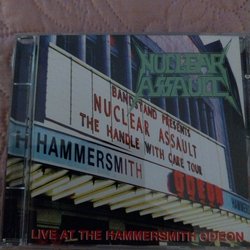 NUCLEAR
ASSAULT
BANDSTAND PRESENTS
NUCLEAR ASSAULT
THE HANDLE WITH CARE TOUR
HAMMERSMITH ODEON
LIVE AT THE HAMMERSMITH ODEON